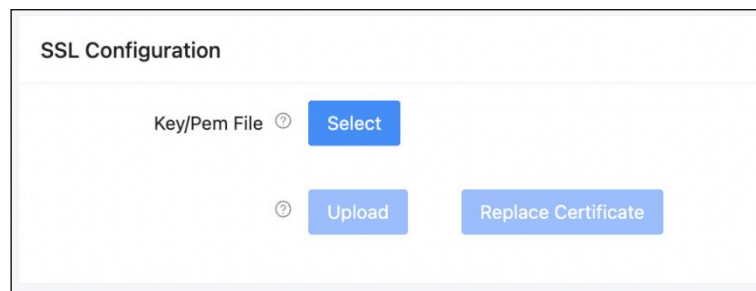 SSL Configuration
Key/Pem File ? Select
? Upload Replace Certificate